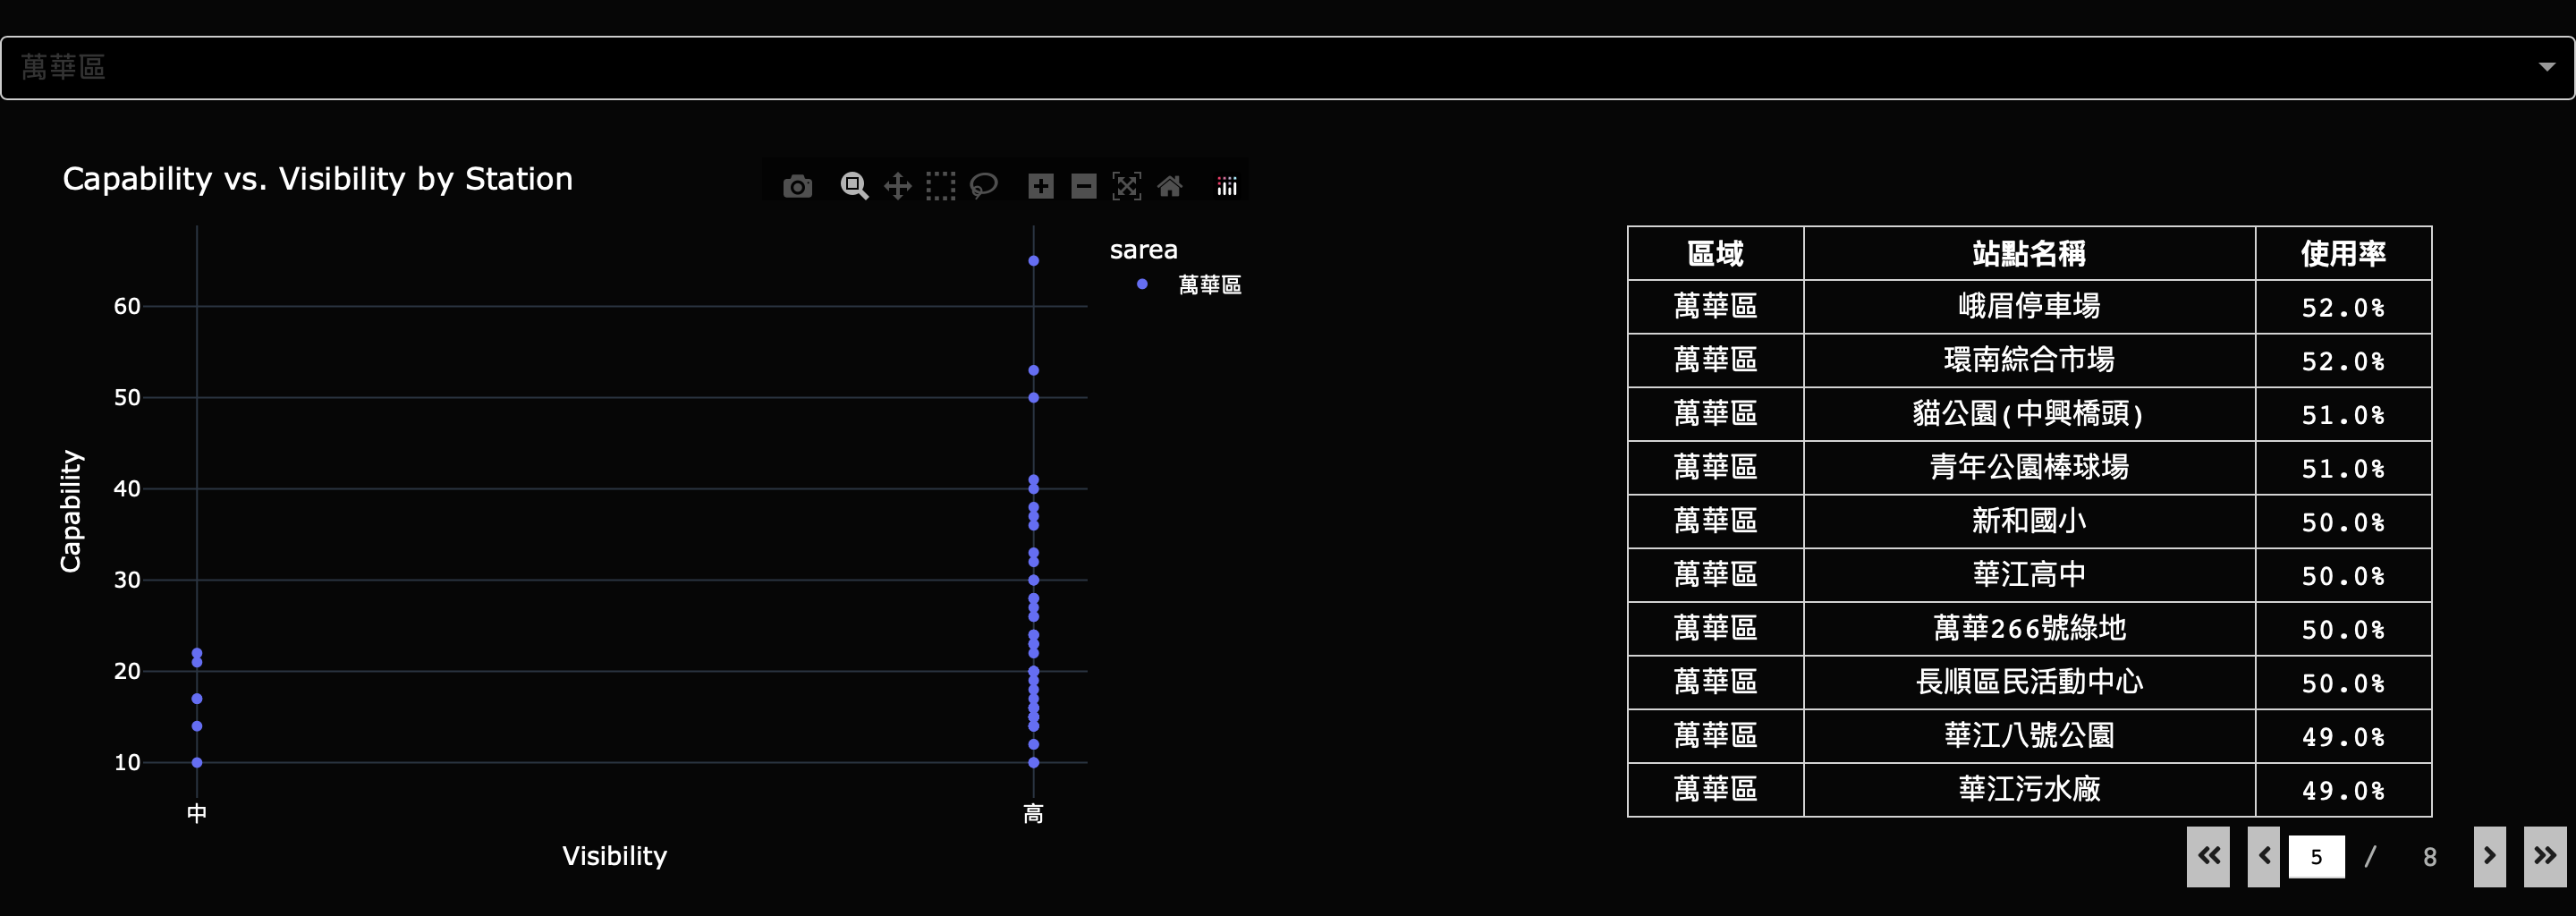 萬華區
Capability vs. Visibility by Station
sarea
萬華區
60
50
40
30
20
10
Capability
中
高
Visibility
區域 站點名稱 使用率
萬華區 峨眉停車場 52.0%
萬華區 環南綜合市場 52.0%
萬華區 貓公園(中興橋頭) 51.0%
萬華區 青年公園棒球場 51.0%
萬華區 新和國小 50.0%
萬華區 華江高中 50.0%
萬華區 萬華266號綠地 50.0%
萬華區 長順區民活動中心 50.0%
萬華區 華江八號公園 49.0%
萬華區 華江污水廠 49.0%
5 / 8